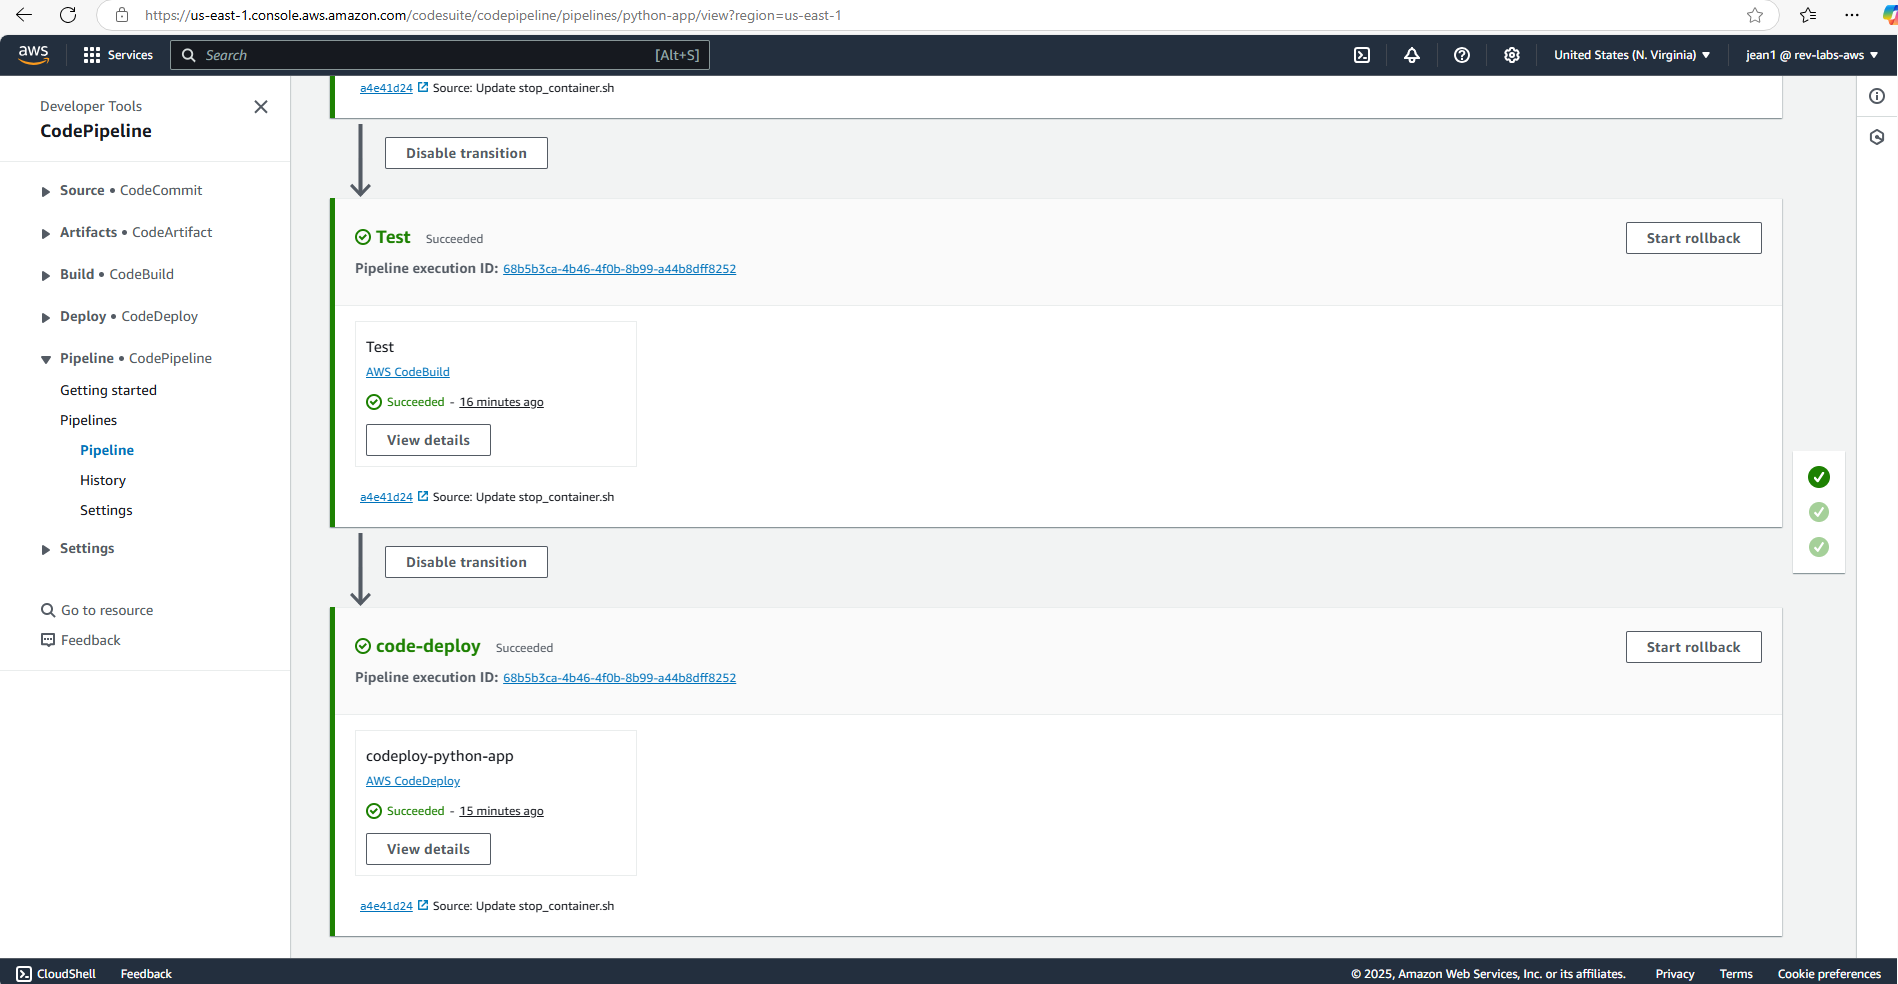 https://us-east-1.console.aws.amazon.com/codesuite/codepipeline/pipelines/python-app/view?region=us-east-1
aws
Services
Search
[Alt+S]
United States (N. Virginia)
jean1 @ rev-labs-aws
Developer Tools
CodePipeline
Source • CodeCommit
Artifacts • CodeArtifact
Build • CodeBuild
Deploy • CodeDeploy
Pipeline • CodePipeline
Getting started
Pipelines
Pipeline
History
Settings
Settings
Go to resource
Feedback
a4e41d24 Source: Update stop_container.sh
Disable transition
Test Succeeded
Start rollback
Pipeline execution ID: 68b5b3ca-4b46-4f0b-8b99-a44b8dff8252
Test
AWS CodeBuild
Succeeded - 16 minutes ago
View details
a4e41d24 Source: Update stop_container.sh
Disable transition
code-deploy Succeeded
Start rollback
Pipeline execution ID: 68b5b3ca-4b46-4f0b-8b99-a44b8dff8252
codeploy-python-app
AWS CodeDeploy
Succeeded - 15 minutes ago
View details
a4e41d24 Source: Update stop_container.sh
CloudShell
Feedback
© 2025, Amazon Web Services, Inc. or its affiliates.
Privacy
Terms
Cookie preferences